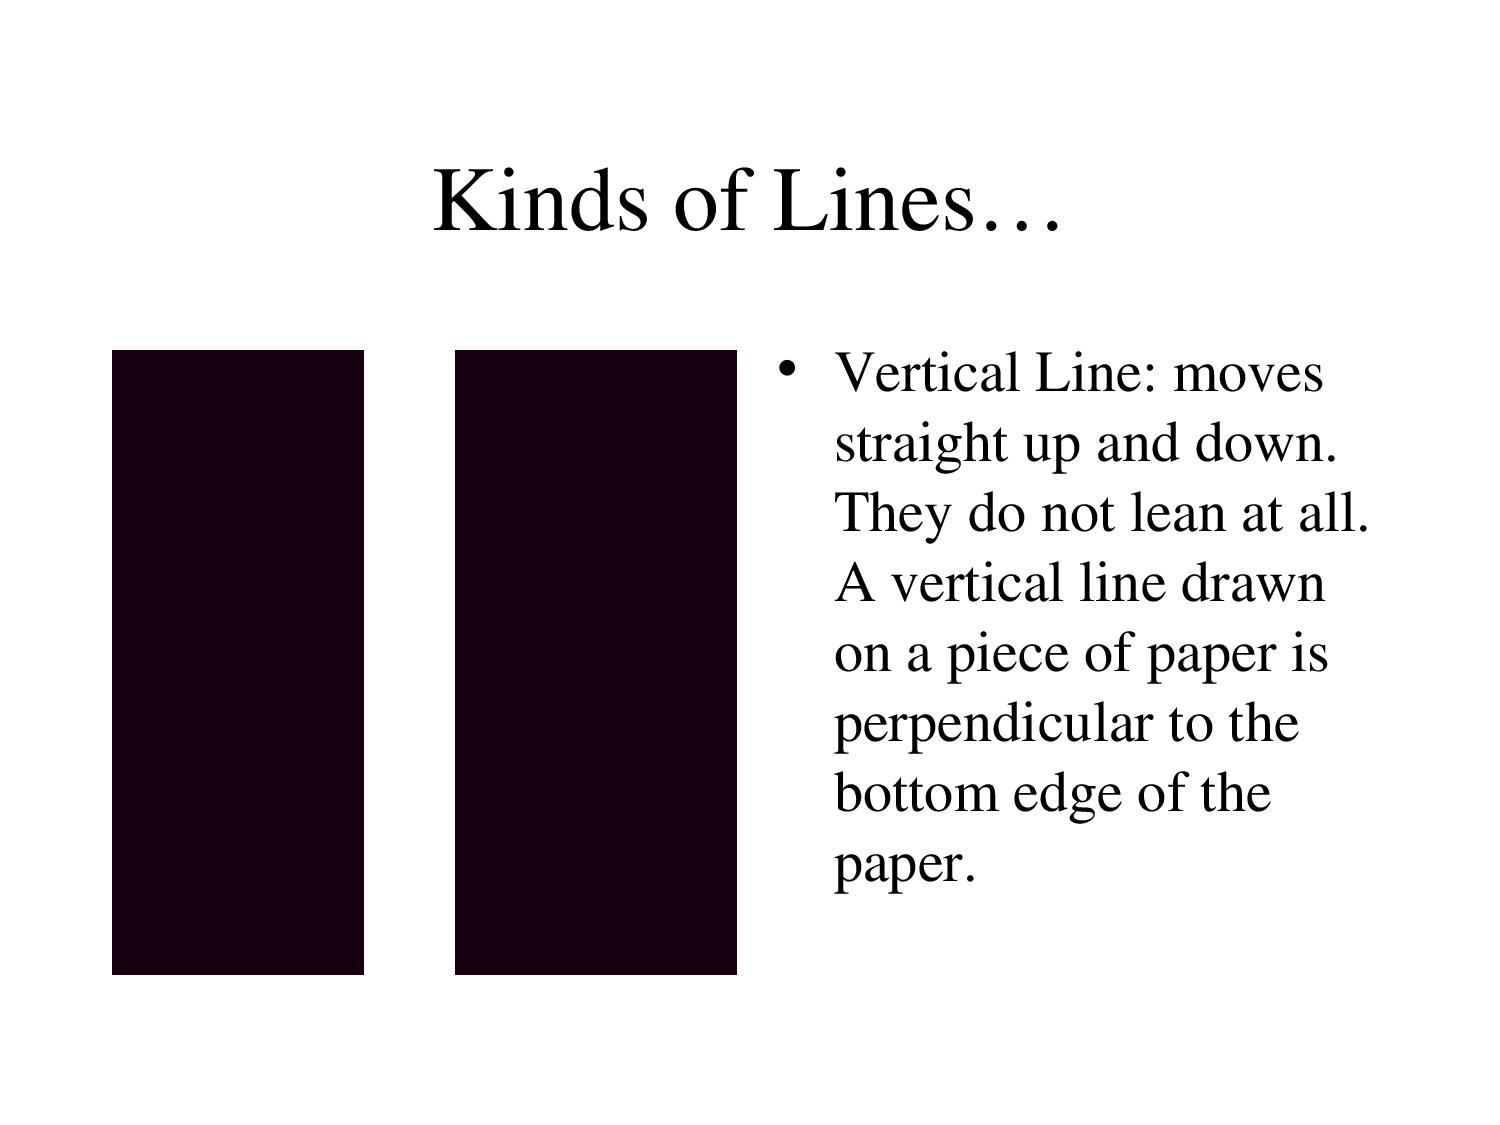 Kinds of Lines…
• Vertical Line: moves
straight up and down.
They do not lean at all.
A vertical line drawn
on a piece of paper is
perpendicular to the
bottom edge of the
paper.